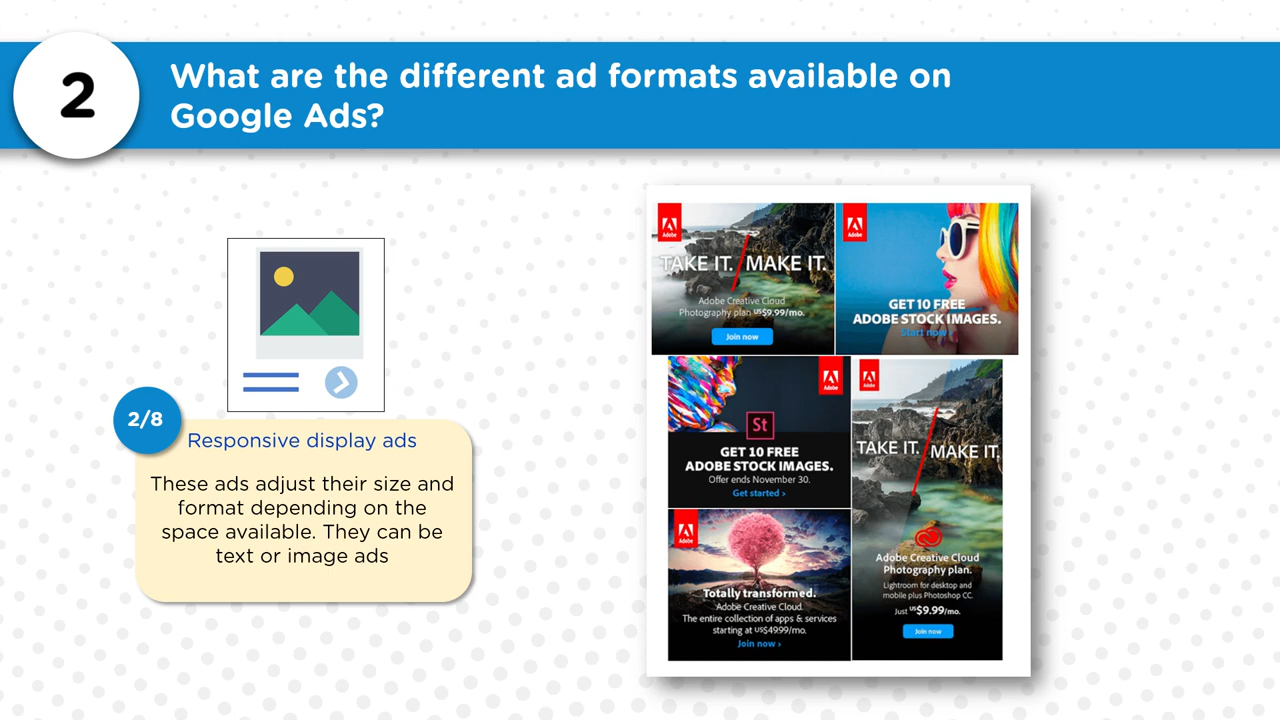 2
What are the different ad formats available on
Google Ads?
2/8
Responsive display ads
These ads adjust their size and
format depending on the
space available. They can be
text or image ads
Adobe
TAKE IT. MAKE IT.
Adobe Creative Cloud
Photography plan US$9.99/mo.
Join now
Adobe
GET 10 FREE
ADOBE STOCK IMAGES.
Start now ›
Adobe
St
GET 10 FREE
ADOBE STOCK IMAGES.
Offer ends November 30.
Get started ›
Adobe
Totally transformed.
Adobe Creative Cloud.
The entire collection of apps & services
starting at US$49.99/mo.
Join now ›
Adobe
TAKE IT. MAKE IT.
Adobe Creative Cloud
Photography plan.
Lightroom for desktop and
mobile plus Photoshop CC.
Just US$9.99/mo.
Join now